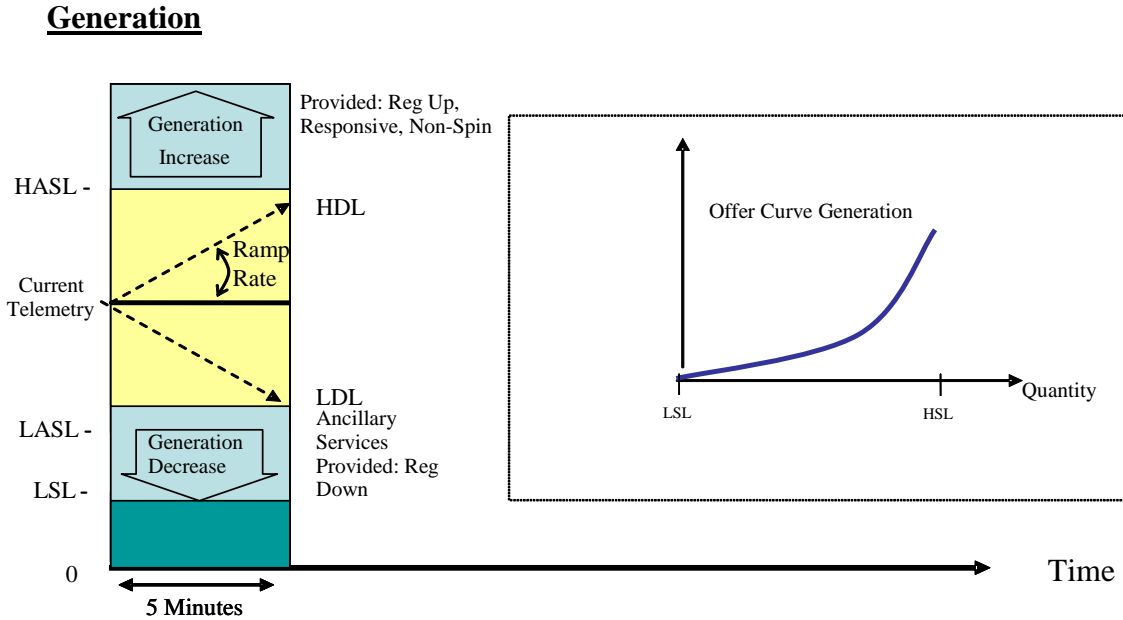 Generation
Provided: Reg Up,
Responsive, Non-Spin
Generation
Increase
HASL -
HDL
Ramp
Rate
Current
Telemetry
LDL
Ancillary
Services
Provided: Reg
Down
LASL -
Generation
Decrease
LSL -
0
5 Minutes
Time
Offer Curve Generation
Quantity
LSL
HSL